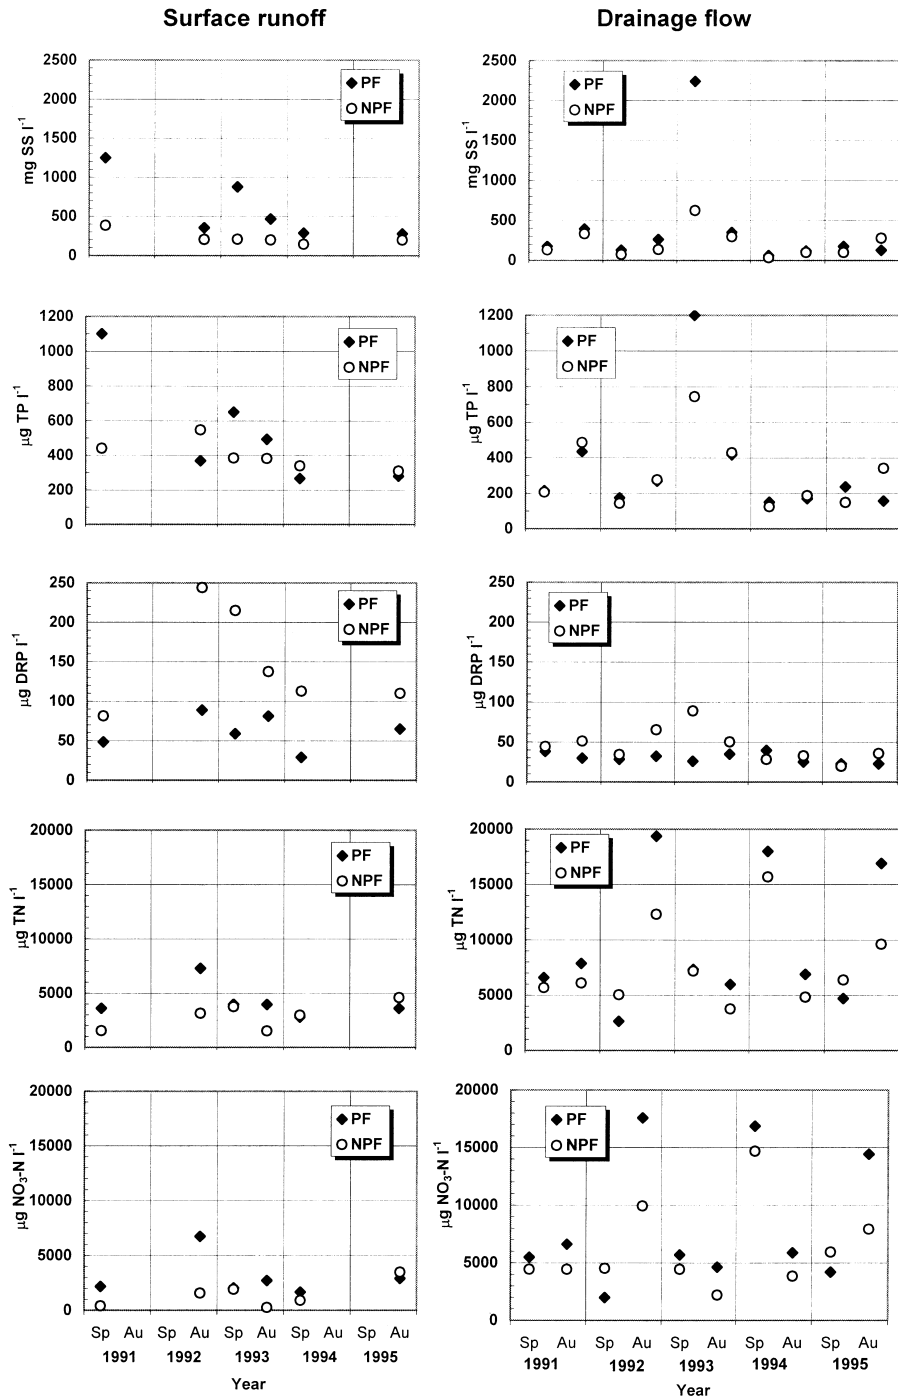 Surface runoff
Drainage flow
mg SS l-1
2500
2000
1500
1000
500
0
PF
NPF
mg SS l-1
2500
2000
1500
1000
500
0
PF
NPF
µg TP l-1
1200
1000
800
600
400
200
0
PF
NPF
µg TP l-1
1200
1000
800
600
400
200
0
PF
NPF
µg DRP l-1
250
200
150
100
50
0
PF
NPF
µg DRP l-1
250
200
150
100
50
0
PF
NPF
µg TN l-1
20000
15000
10000
5000
0
PF
NPF
µg TN l-1
20000
15000
10000
5000
0
PF
NPF
µg NO3-N l-1
20000
15000
10000
5000
0
PF
NPF
Sp Au Sp Au Sp Au Sp Au Sp Au
1991 1992 1993 1994 1995
Year
µg NO3-N l-1
20000
15000
10000
5000
0
PF
NPF
Sp Au Sp Au Sp Au Sp Au Sp Au
1991 1992 1993 1994 1995
Year